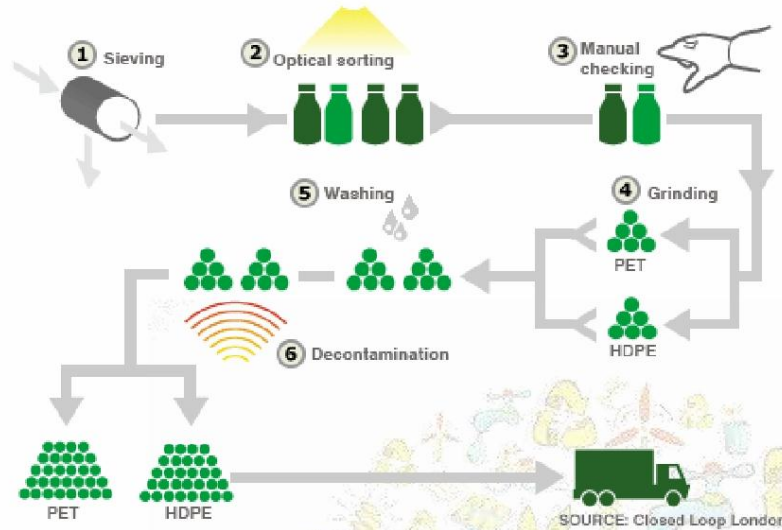 1 Sieving
2 Optical sorting
3 Manual
checking
5 Washing
4 Grinding
PET
HDPE
6 Decontamination
PET
HDPE
SOURCE: Closed Loop London